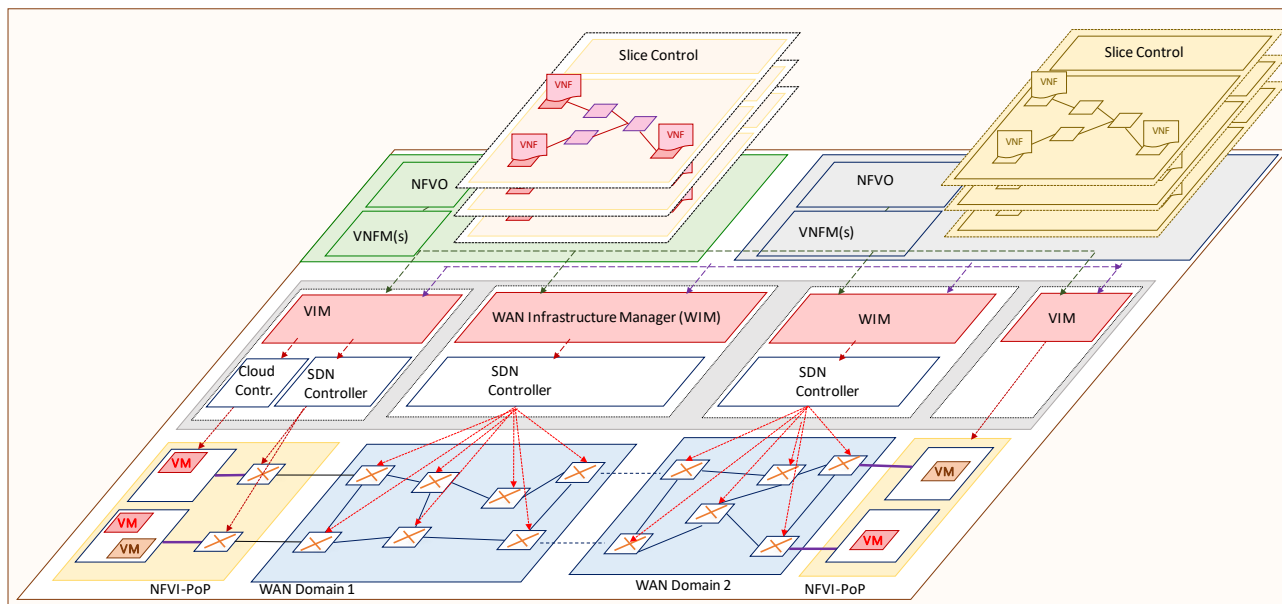 Slice Control
VNF
VNF
VNF
Slice Control
VNF
VNF
VNF
NFVO
VNFM(s)
NFVO
VNFM(s)
VIM
WAN Infrastructure Manager (WIM)
WIM
VIM
Cloud
Contr.
SDN
Controller
SDN
Controller
SDN
Controller
VM
VM
VM
VM
VM
NFVI-PoP
WAN Domain 1
WAN Domain 2
NFVI-PoP